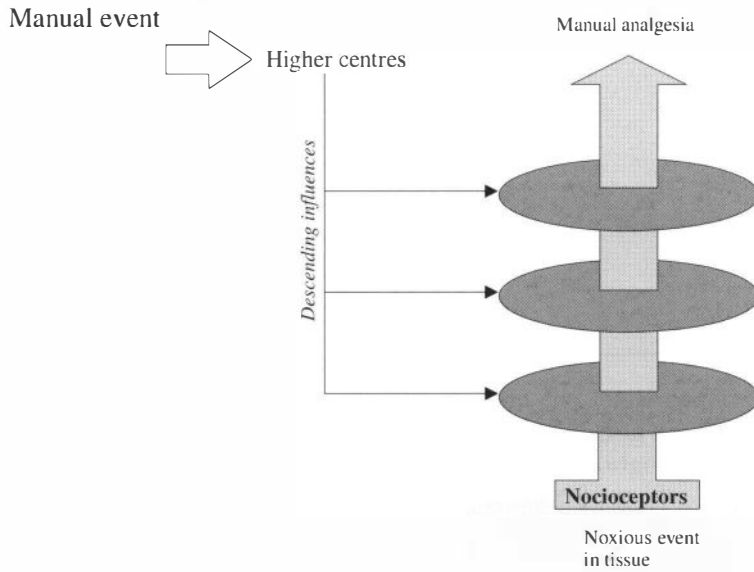 Manual event
Manual analgesia
Higher centres
Descending influences
Nocioceptors
Noxious event
in tissue